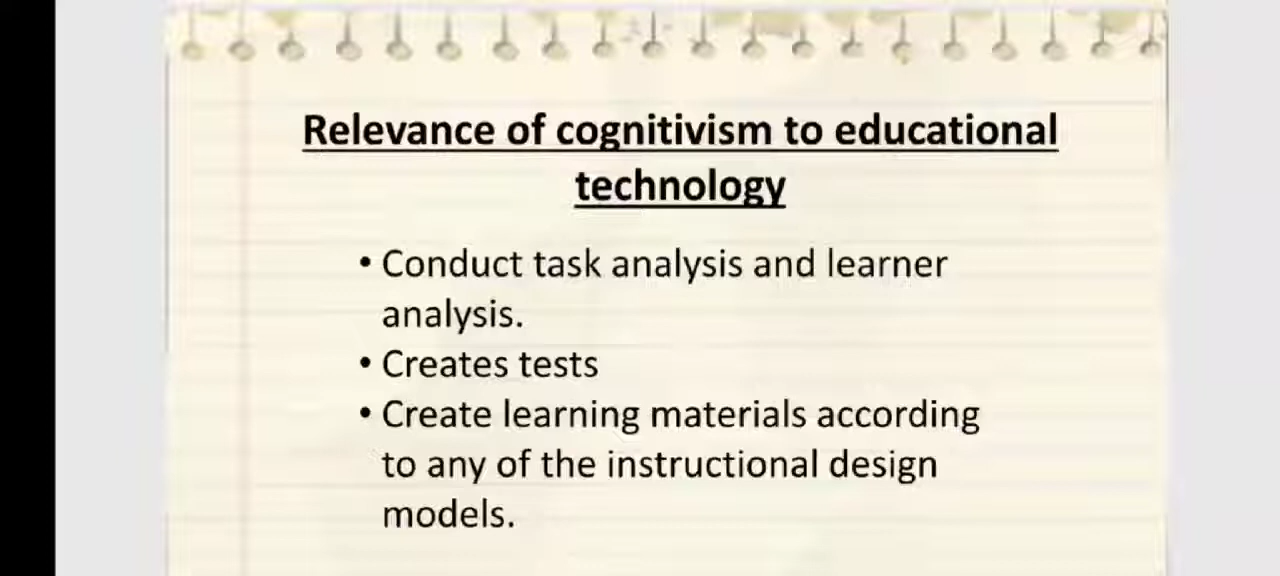 Relevance of cognitivism to educational
technology
• Conduct task analysis and learner
analysis.
• Creates tests
• Create learning materials according
to any of the instructional design
models.